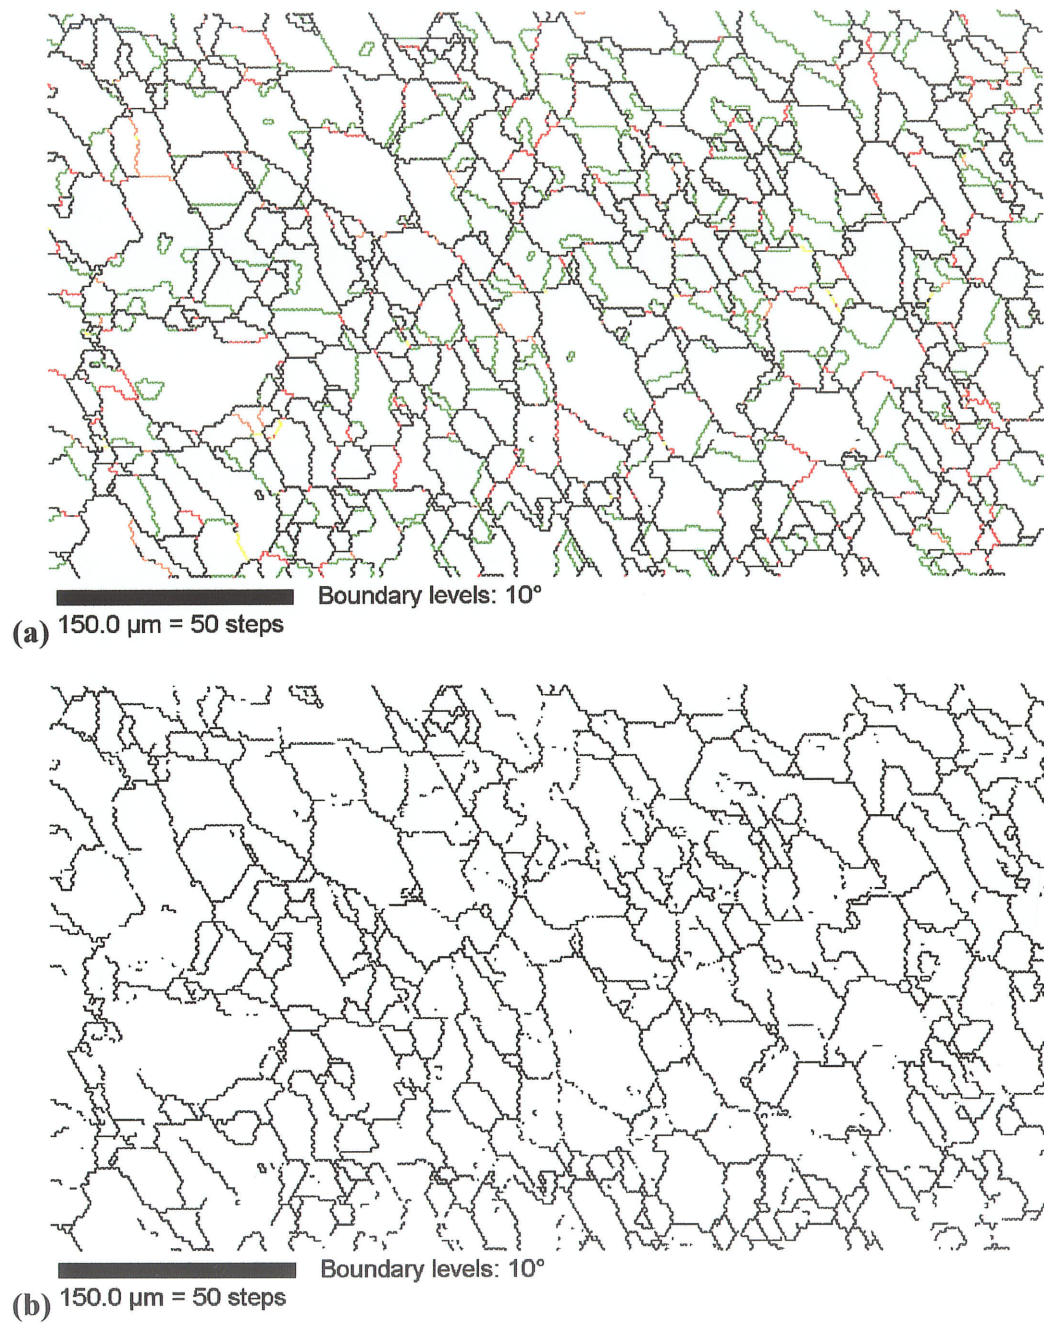 Boundary levels: 10°
(a) 150.0 µm = 50 steps
Boundary levels: 10°
(b) 150.0 µm = 50 steps